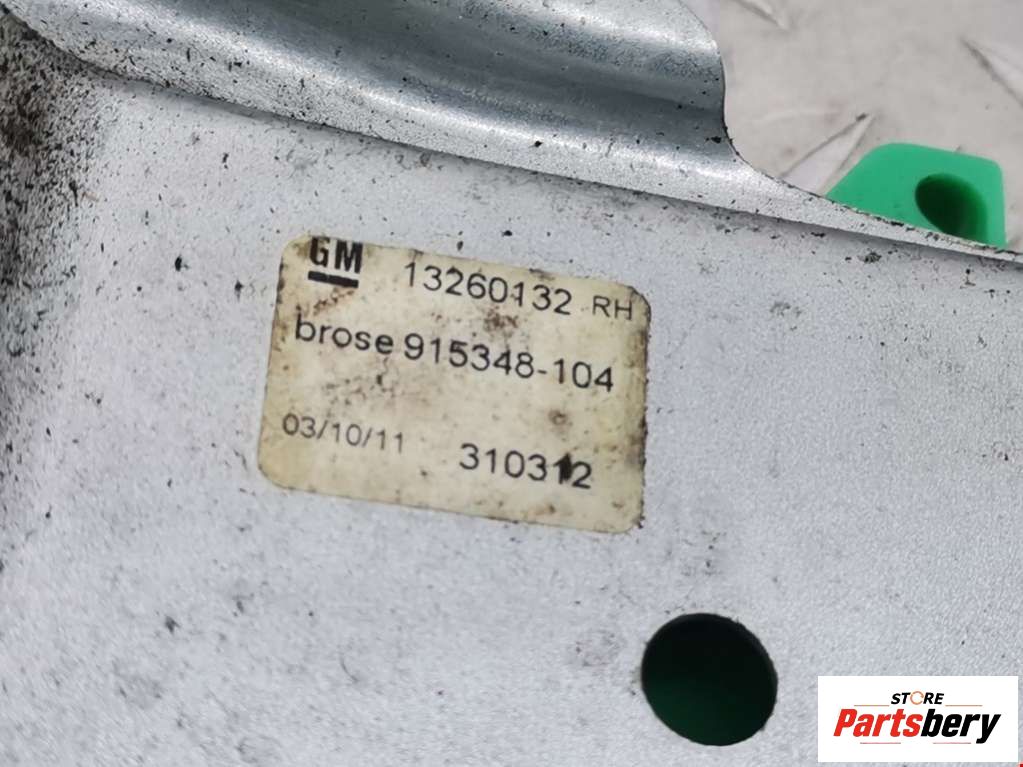 GM 13260132 RH
brose 915348-104
03/10/11 310312
STORE
Partsbery